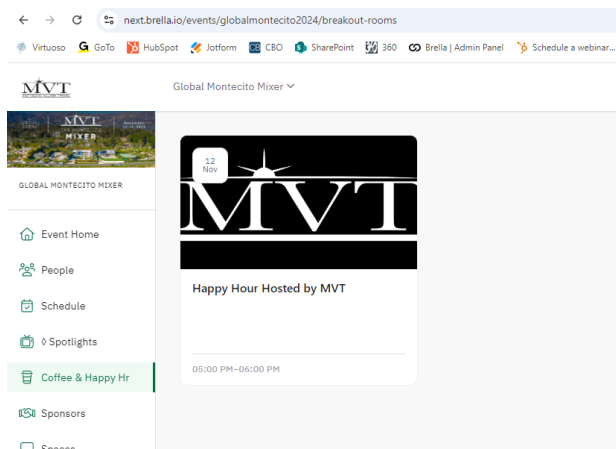 next.brella.io/events/globalmontecito2024/breakout-rooms
Virtuoso G GoTo HubSpot Jotform CB CBO S SharePoint 360 Brella | Admin Panel Schedule a webinar...
MVT
Global Montecito Mixer
MVT
MIXER
GLOBAL MONTECITO MIXER
Event Home
People
Schedule
◊ Spotlights
Coffee & Happy Hr
Sponsors
Spaces
12
Nov
MVT
Happy Hour Hosted by MVT
05:00 PM–06:00 PM